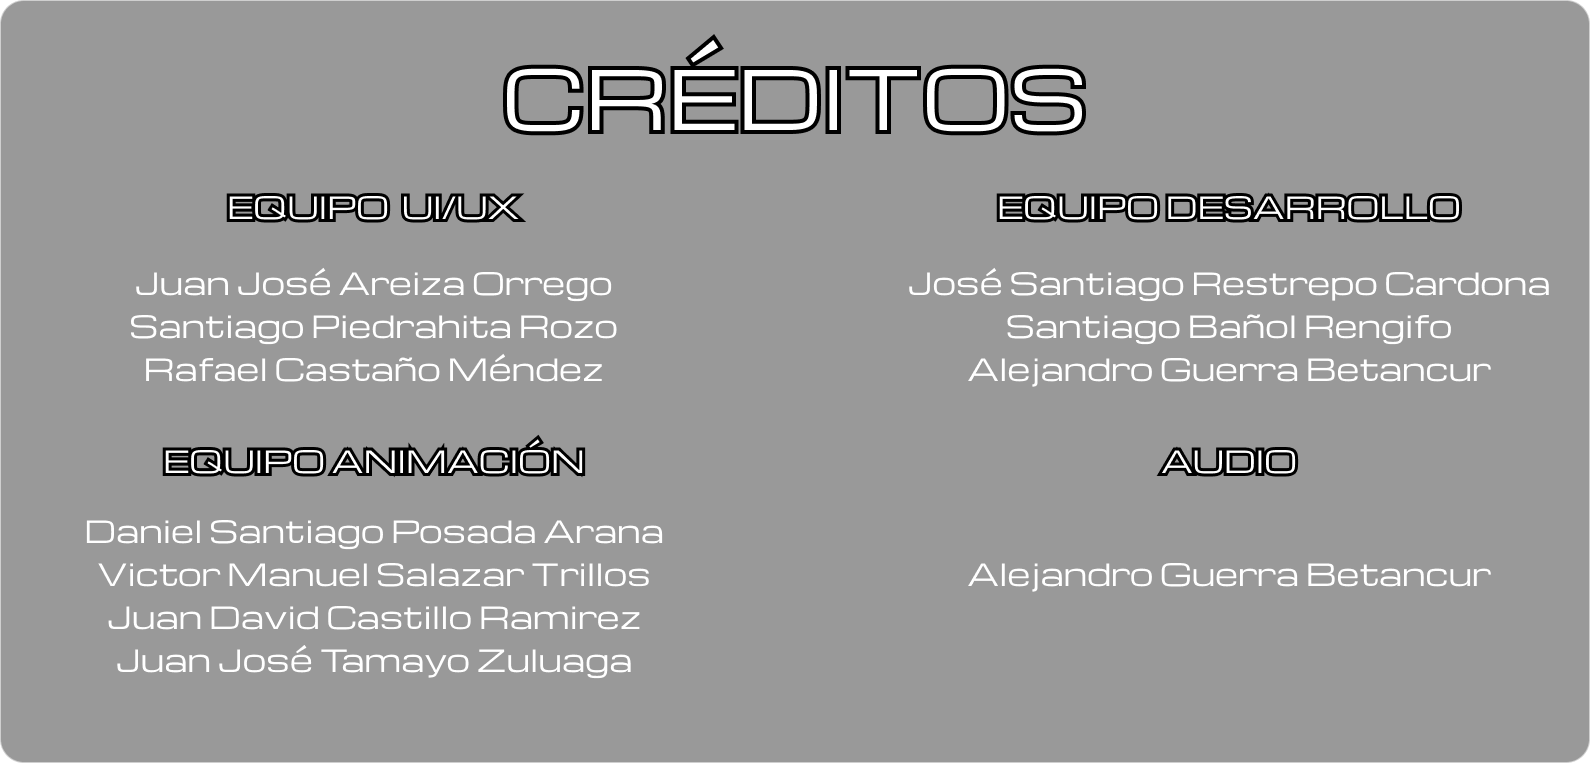 CRÉDITOS
EQUIPO UI/UX
Juan José Areiza Orrego
Santiago Piedrahita Rozo
Rafael Castaño Méndez
EQUIPO DESARROLLO
José Santiago Restrepo Cardona
Santiago Bañol Rengifo
Alejandro Guerra Betancur
EQUIPO ANIMACIÓN
Daniel Santiago Posada Arana
Victor Manuel Salazar Trillos
Juan David Castillo Ramirez
Juan José Tamayo Zuluaga
AUDIO
Alejandro Guerra Betancur